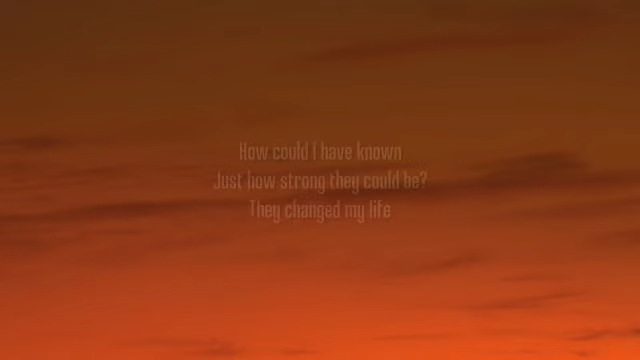 How could I have known
Just how strong they could be?
They changed my life